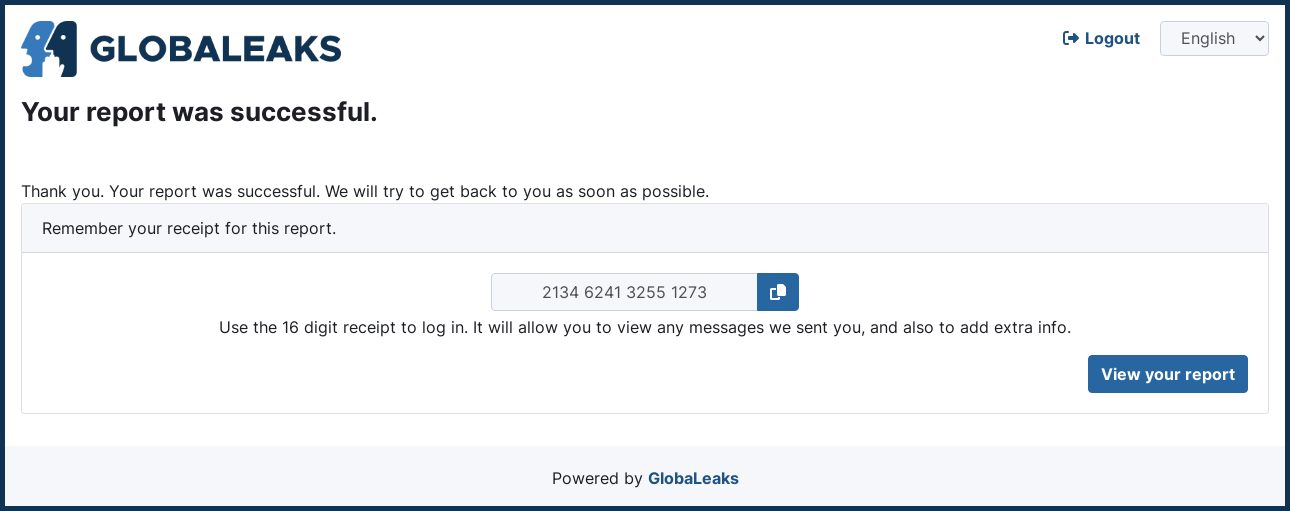 GLOBALEAKS
Logout
English
Your report was successful.
Thank you. Your report was successful. We will try to get back to you as soon as possible.
Remember your receipt for this report.
2134 6241 3255 1273
Use the 16 digit receipt to log in. It will allow you to view any messages we sent you, and also to add extra info.
View your report
Powered by GlobaLeaks